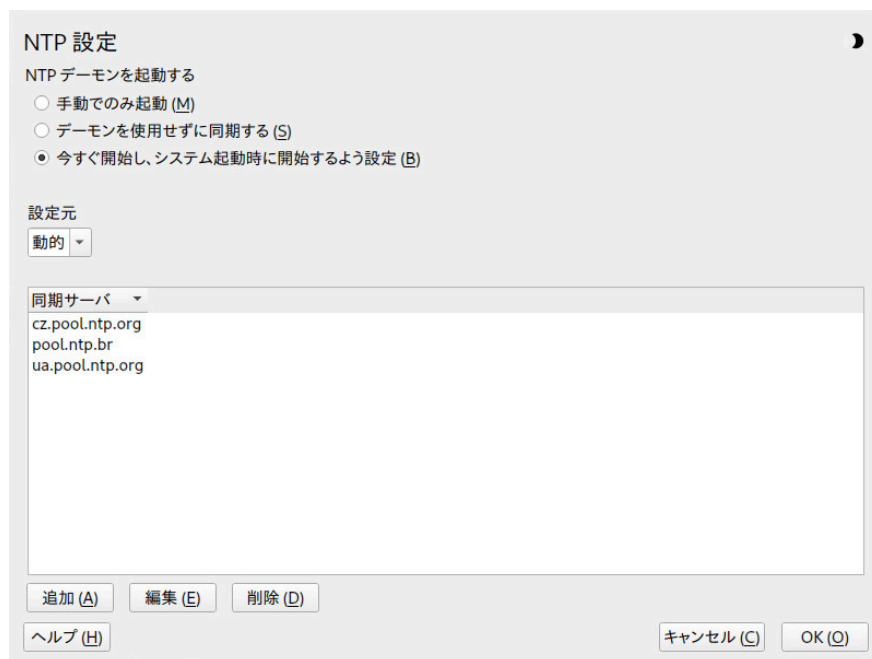 NTP 設定
NTP デーモンを起動する
手動でのみ起動 (M)
デーモンを使用せずに同期する (S)
今すぐ開始し、システム起動時に開始するよう設定 (B)
設定元
動的
同期サーバ
cz.pool.ntp.org
pool.ntp.br
ua.pool.ntp.org
追加 (A) 編集 (E) 削除 (D)
ヘルプ (H) キャンセル (C) OK (O)